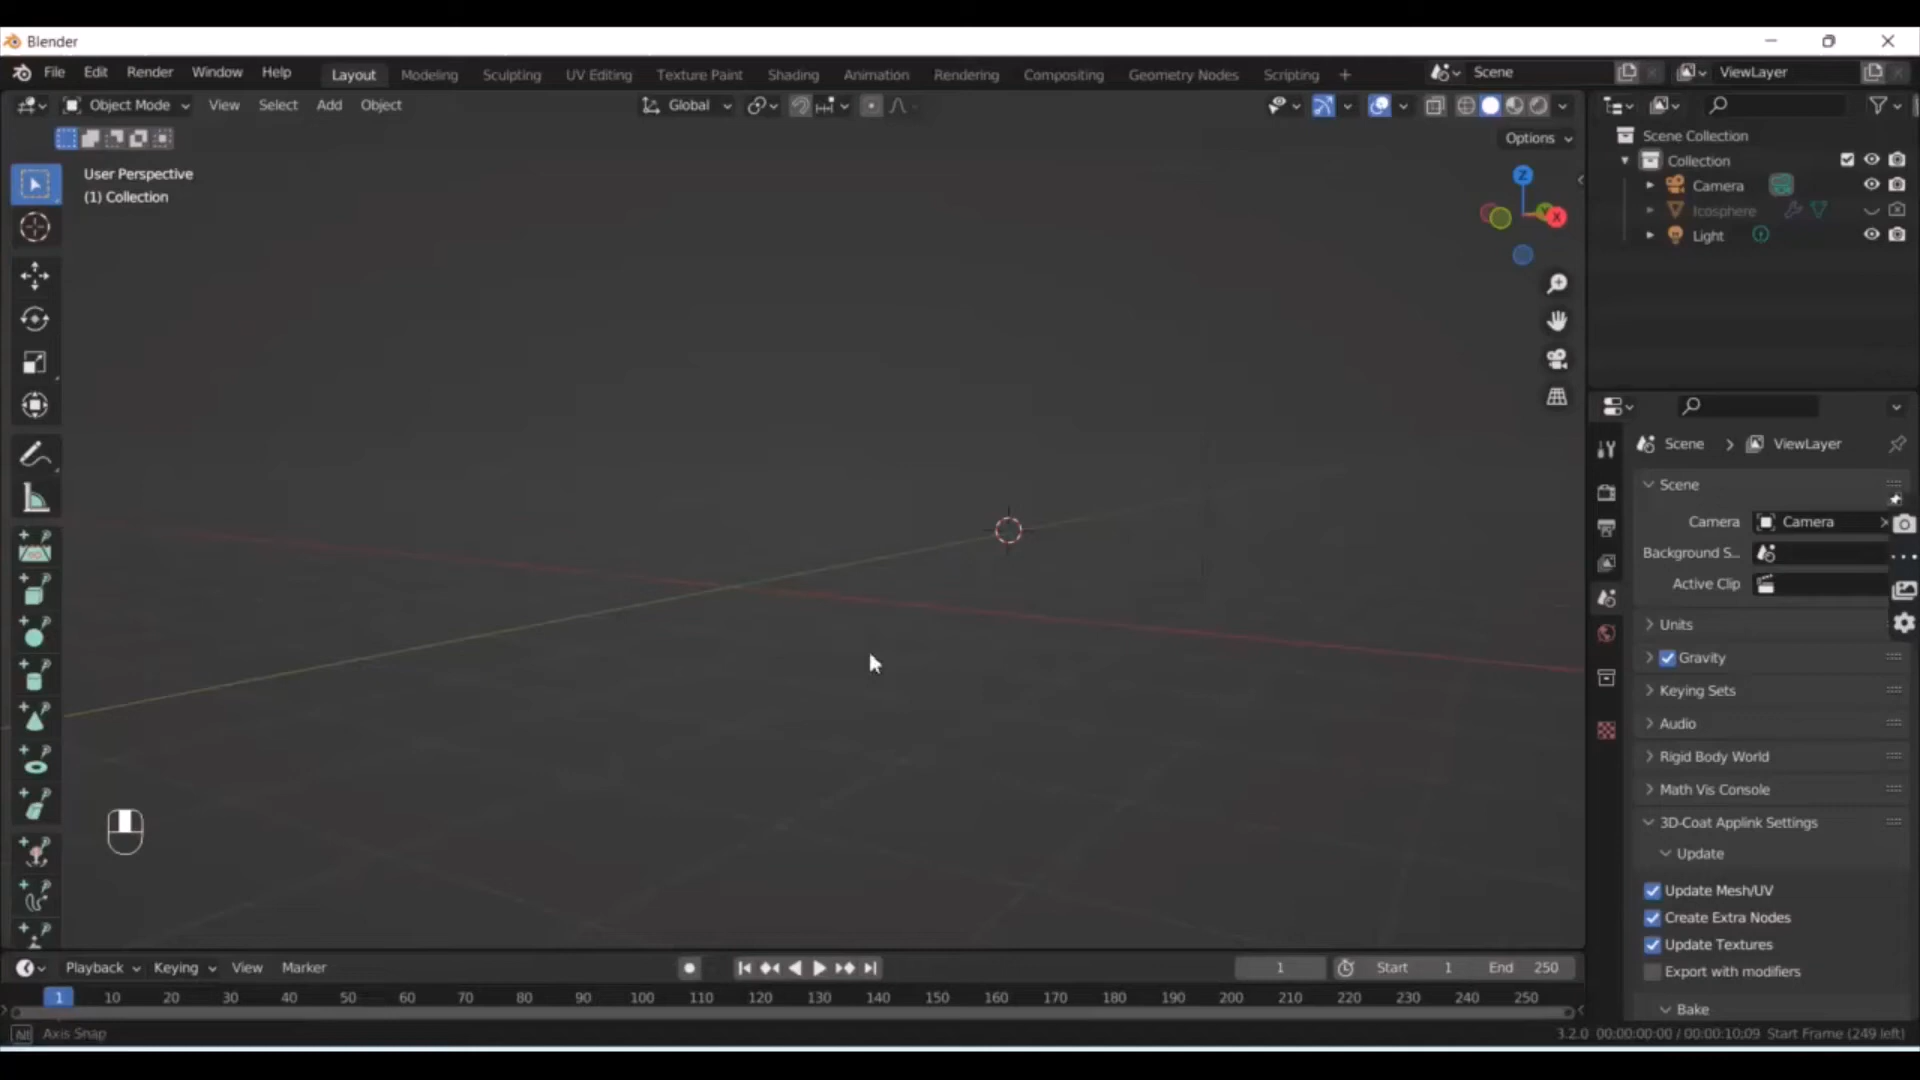 Blender
File Edit Render Window Help Layout Modeling Sculpting UV Editing Texture Paint Shading Animation Rendering Compositing Geometry Nodes Scripting + Scene ViewLayer
Object Mode View Select Add Object Global
Options
User Perspective
(1) Collection
Z
Y
X
Scene Collection
Collection
Camera
Icosphere
Light
Scene > ViewLayer
Scene
Camera Camera
Background S...
Active Clip
Units
Gravity
Keying Sets
Audio
Rigid Body World
Math Vis Console
3D-Coat Applink Settings
Update
Update Mesh/UV
Create Extra Nodes
Update Textures
Export with modifiers
Bake
Playback Keying View Marker 1 Start 1 End 250
1 10 20 30 40 50 60 70 80 90 100 110 120 130 140 150 160 170 180 190 200 210 220 230 240 250
Alt Axis Snap 3.2.0 00:00:00:00 / 00:00:10:09 Start Frame (249 left)